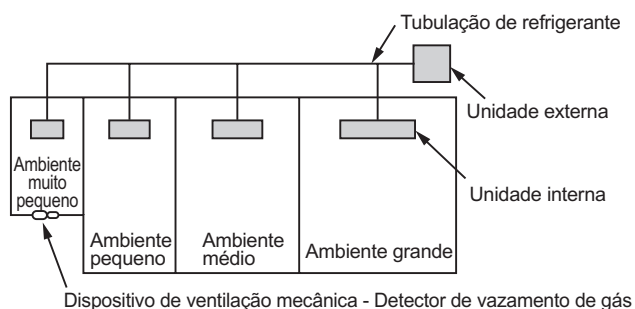 Tubulação de refrigerante
Unidade externa
Ambiente
muito
pequeno
Unidade interna
Ambiente
pequeno
Ambiente
médio
Ambiente grande
Dispositivo de ventilação mecânica - Detector de vazamento de gás